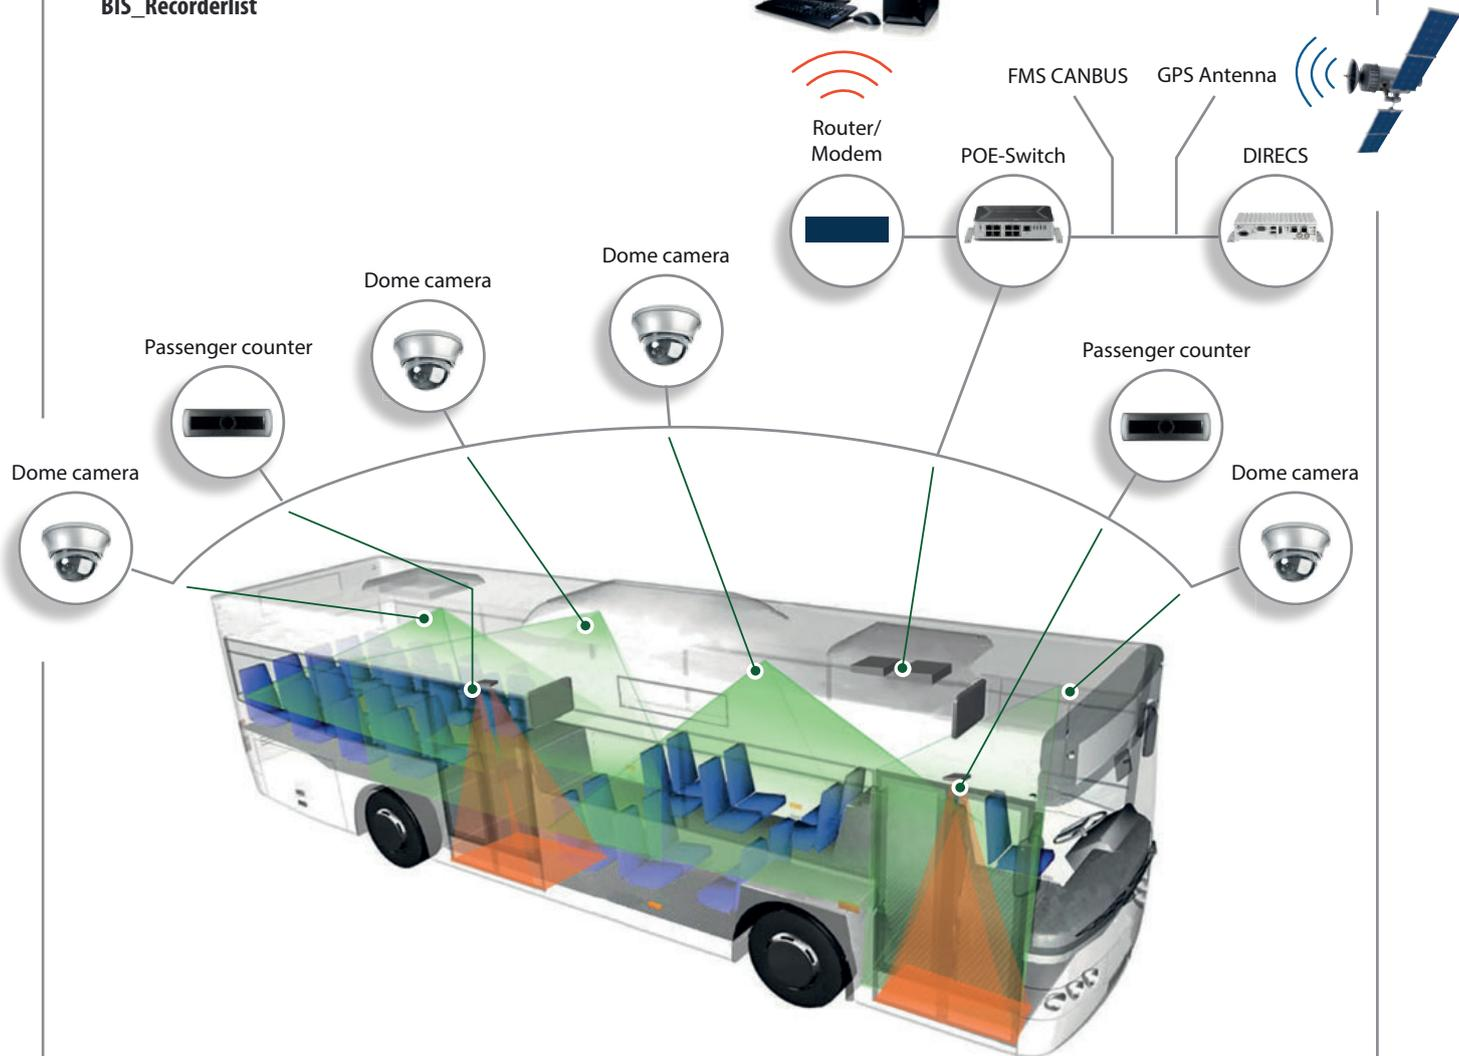 BIS_Recorderlist
FMS CANBUS
GPS Antenna
Router/
Modem
POE-Switch
DIRECS
Dome camera
Dome camera
Passenger counter
Passenger counter
Dome camera
Dome camera